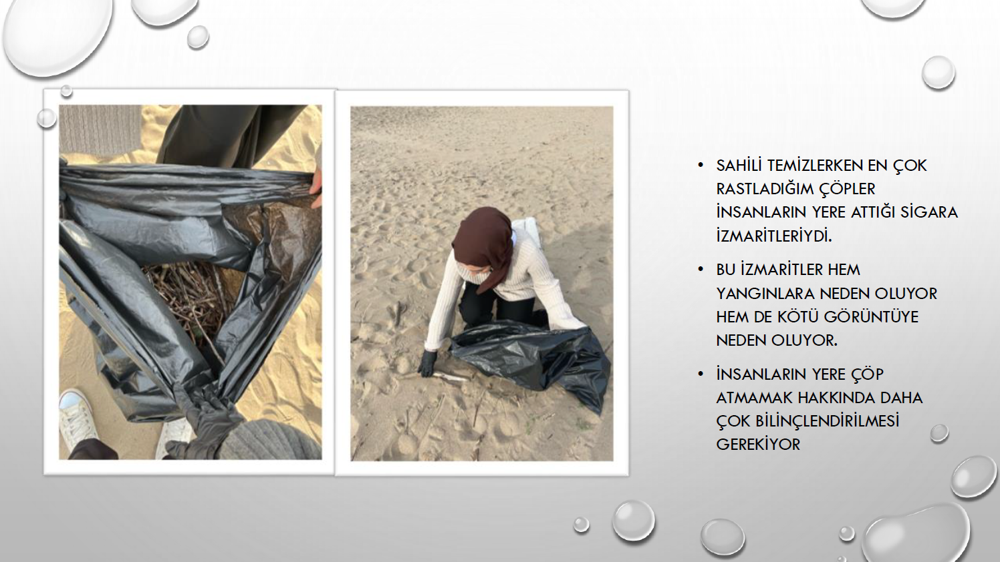 • SAHİLİ TEMİZLERKEN EN ÇOK
RASTLADIĞIM ÇÖPLER
İNSANLARIN YERE ATTIĞI SİGARA
İZMARİTLERİYDİ.
• BU İZMARİTLER HEM
YANGINLARA NEDEN OLUYOR
HEM DE KÖTÜ GÖRÜNTÜYE
NEDEN OLUYOR.
• İNSANLARIN YERE ÇÖP
ATMAMAK HAKKINDA DAHA
ÇOK BİLİNÇLENDİRİLMESİ
GEREKİYOR